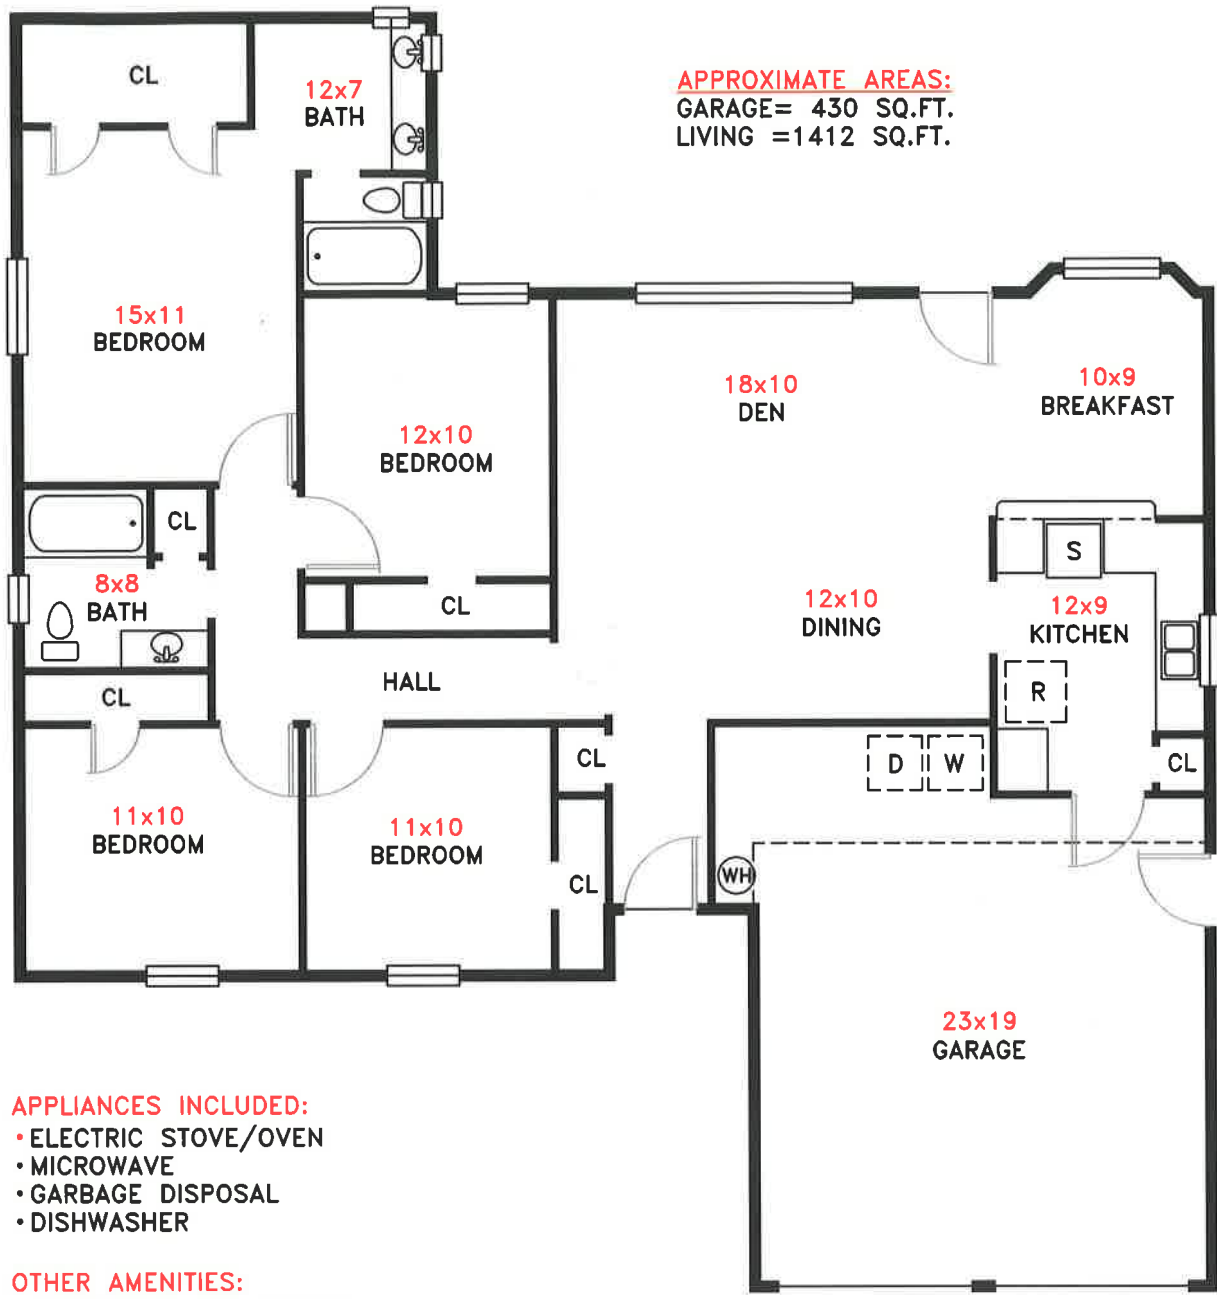 CL
12x7
BATH
APPROXIMATE AREAS:
GARAGE= 430 SQ.FT.
LIVING =1412 SQ.FT.
15x11
BEDROOM
12x10
BEDROOM
18x10
DEN
10x9
BREAKFAST
CL
S
8x8
BATH
CL
12x10
DINING
12x9
KITCHEN
HALL
R
CL
CL
D
W
CL
11x10
BEDROOM
11x10
BEDROOM
CL
WH
23x19
GARAGE
APPLIANCES INCLUDED:
• ELECTRIC STOVE/OVEN
• MICROWAVE
• GARBAGE DISPOSAL
• DISHWASHER
OTHER AMENITIES: